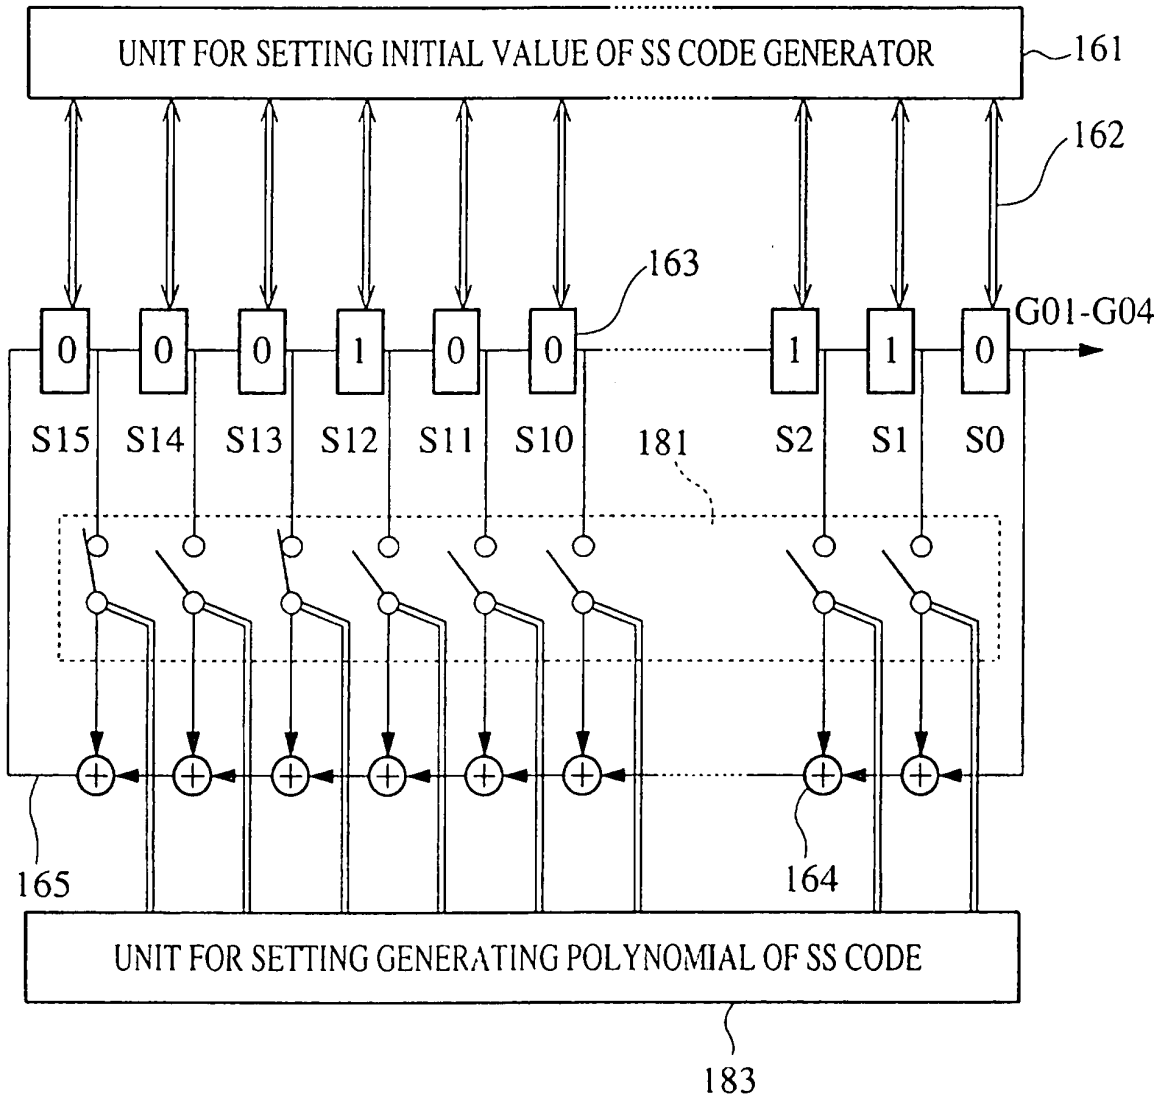 UNIT FOR SETTING INITIAL VALUE OF SS CODE GENERATOR
161
162
163
G01-G04
0 0 0 1 0 0 1 1 0
S15 S14 S13 S12 S11 S10 S2 S1 S0
181
165
164
UNIT FOR SETTING GENERATING POLYNOMIAL OF SS CODE
183